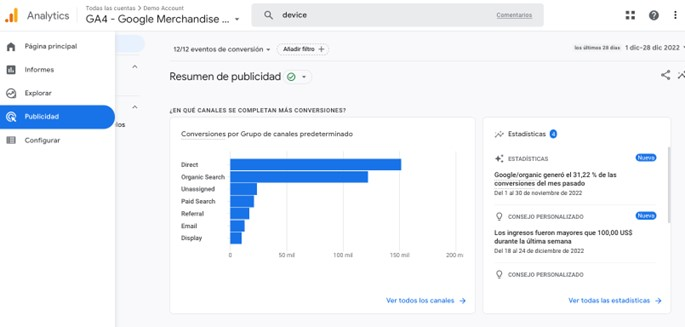 Analytics
Todas las cuentas > Demo Account
GA4 - Google Merchandise ...
device
Comentarios
Página principal
Informes
Explorar
Publicidad
Configurar
los
12/12 eventos de conversión
Añadir filtro +
los últimos 28 días
1 dic-28 dic 2022
Resumen de publicidad
¿EN QUÉ CANALES SE COMPLETAN MÁS CONVERSIONES?
Conversiones por Grupo de canales predeterminado
Direct
Organic Search
Unassigned
Paid Search
Referral
Email
Display
0
50 mil
100 mil
150 mil
200 m
Ver todos los canales
Estadísticas
4
ESTADÍSTICAS
Nuevo
Google/organic generó el 31,22 % de las
conversiones del mes pasado
Del 1 al 30 de noviembre de 2022
CONSEJO PERSONALIZADO
Nuevo
Los ingresos fueron mayores que 100,00 US$
durante la última semana
Del 18 al 24 de diciembre de 2022
CONSEJO PERSONALIZADO
Ver todas las estadísticas